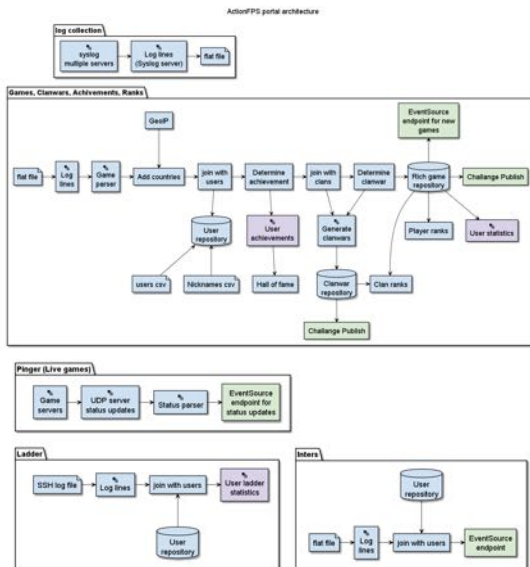 ActionFPS portal architecture
log collection
syslog
multiple servers
Log lines
(Syslog server)
flat file
Games, Clanwars, Achivements, Ranks
EventSource
endpoint for new
games
GeoIP
flat file
Log
lines
Game
parser
Add countries
join with
users
Determine
achievement
join with
clans
Determine
clanwar
Rich game
repository
Challange Publish
User
repository
User
achievements
Generate
clanwars
Player ranks
User statistics
users csv
Nicknames csv
Hall of fame
Clanwar
repository
Clan ranks
Challange Publish
Pinger (Live games)
Game
servers
UDP server
status updates
Status parser
EventSource
endpoint for
status updates
Ladder
SSH log file
Log lines
join with users
User ladder
statistics
User
repository
Inters
User
repository
flat file
Log
lines
join with users
EventSource
endpoint